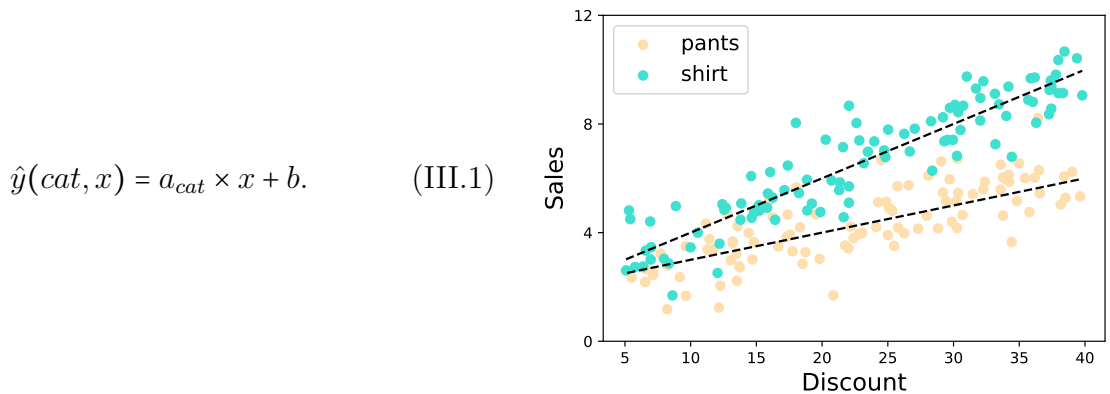 ŷ(cat, x) = a_cat × x + b. (III.1)
12
8
4
0
Sales
pants
shirt
5 10 15 20 25 30 35 40
Discount